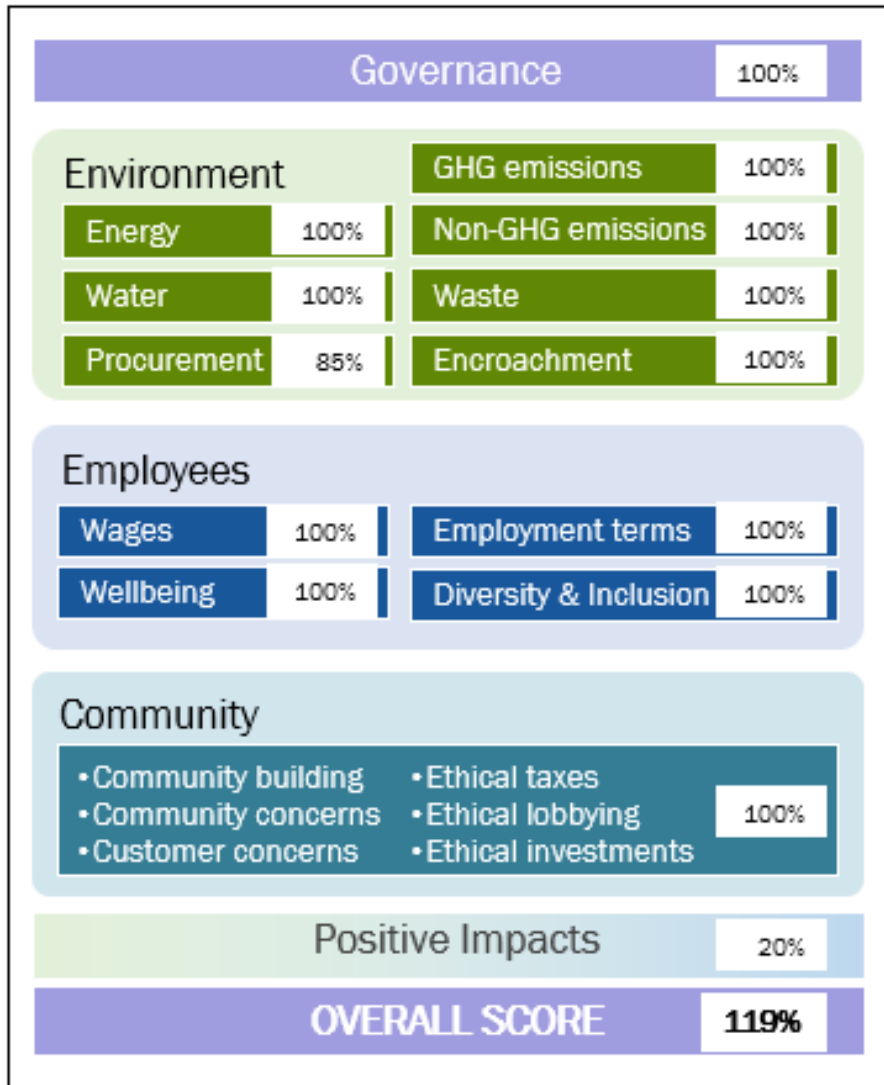 Governance 100%
Environment
GHG emissions 100%
Energy 100%
Non-GHG emissions 100%
Water 100%
Waste 100%
Procurement 85%
Encroachment 100%
Employees
Wages 100%
Employment terms 100%
Wellbeing 100%
Diversity & Inclusion 100%
Community
•Community building
•Community concerns
•Customer concerns
•Ethical taxes
•Ethical lobbying
•Ethical investments
100%
Positive Impacts 20%
OVERALL SCORE 119%